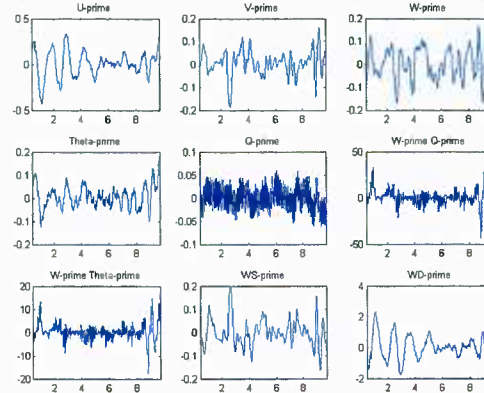 U-prime V-prime W-prime
0.5 0.2 0.2
0.1 0.1
0 0 0
-0.1 -0.1
-0.5 -0.2 -0.2
2 4 6 8 2 4 6 8 2 4 6 8
Theta-prime Q-prime W-prime Q-prime
0.2 0.1 50
0.1 0.05
0 0 0
-0.1 -0.05
-0.2 0.1 -50
2 4 6 8 2 4 6 8 2 4 6 8
W-prime Theta-prime WS-prime WD-prime
20 0.2 4
10 0.1 2
0 0 0
-10 -0.1
-20 -0.2 -2
2 4 6 8 2 4 6 8 2 4 6 8